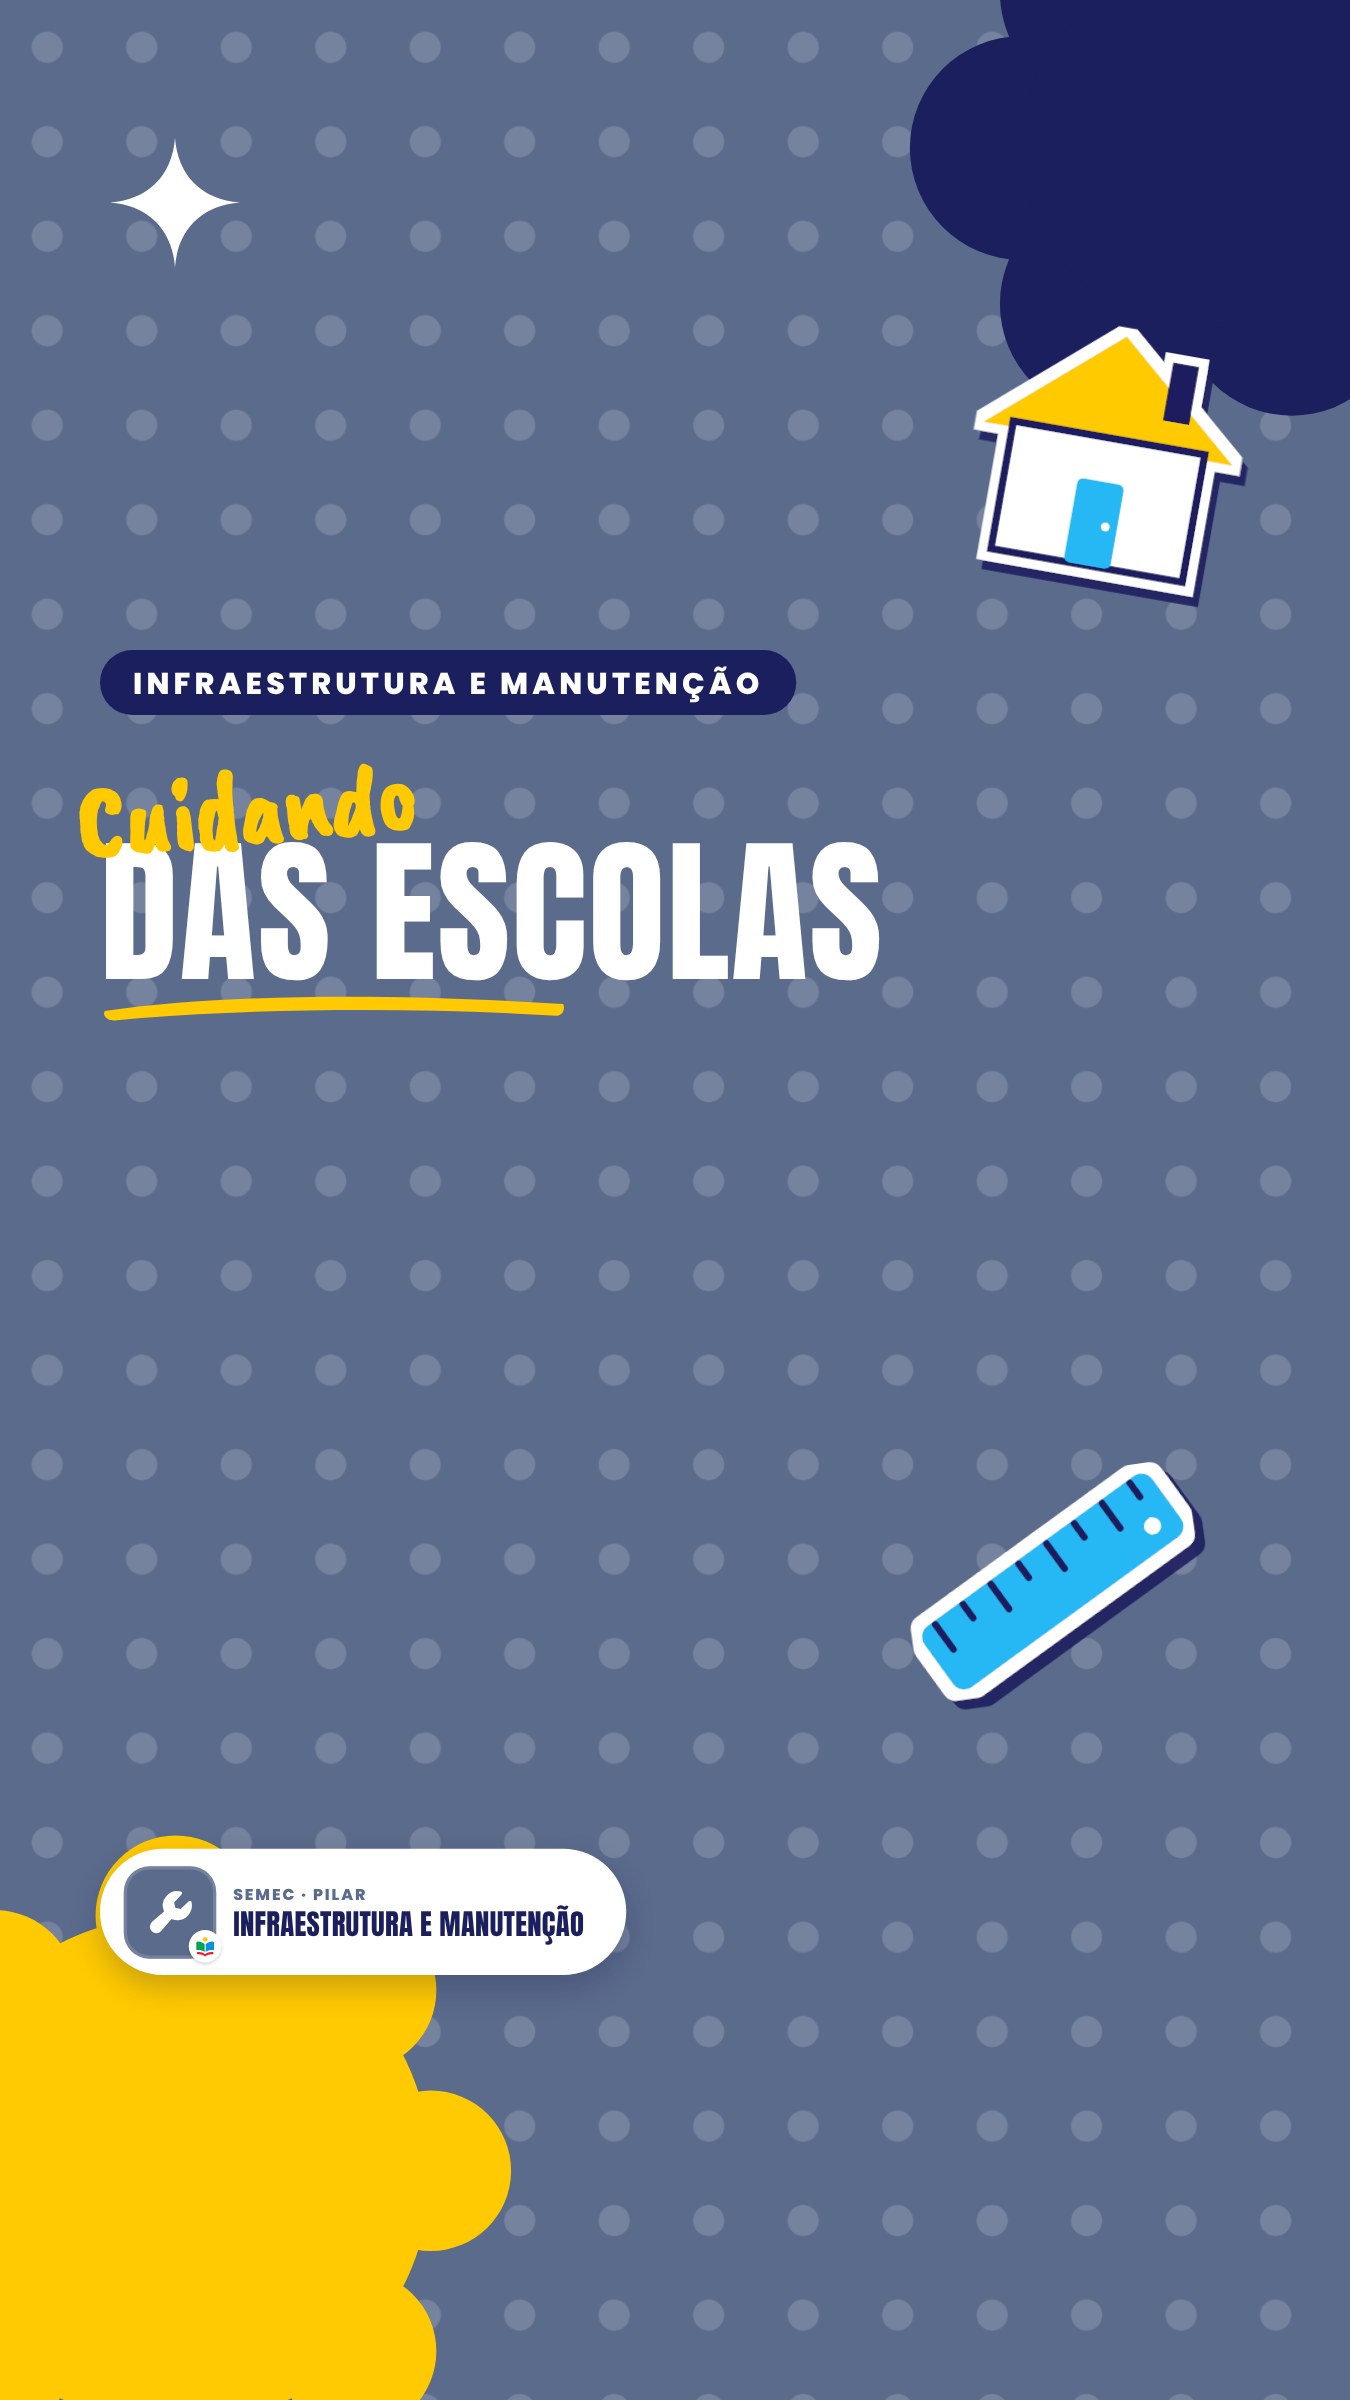 INFRAESTRUTURA E MANUTENÇÃO
Cuidando
DAS ESCOLAS
SEMEC · PILAR
INFRAESTRUTURA E MANUTENÇÃO